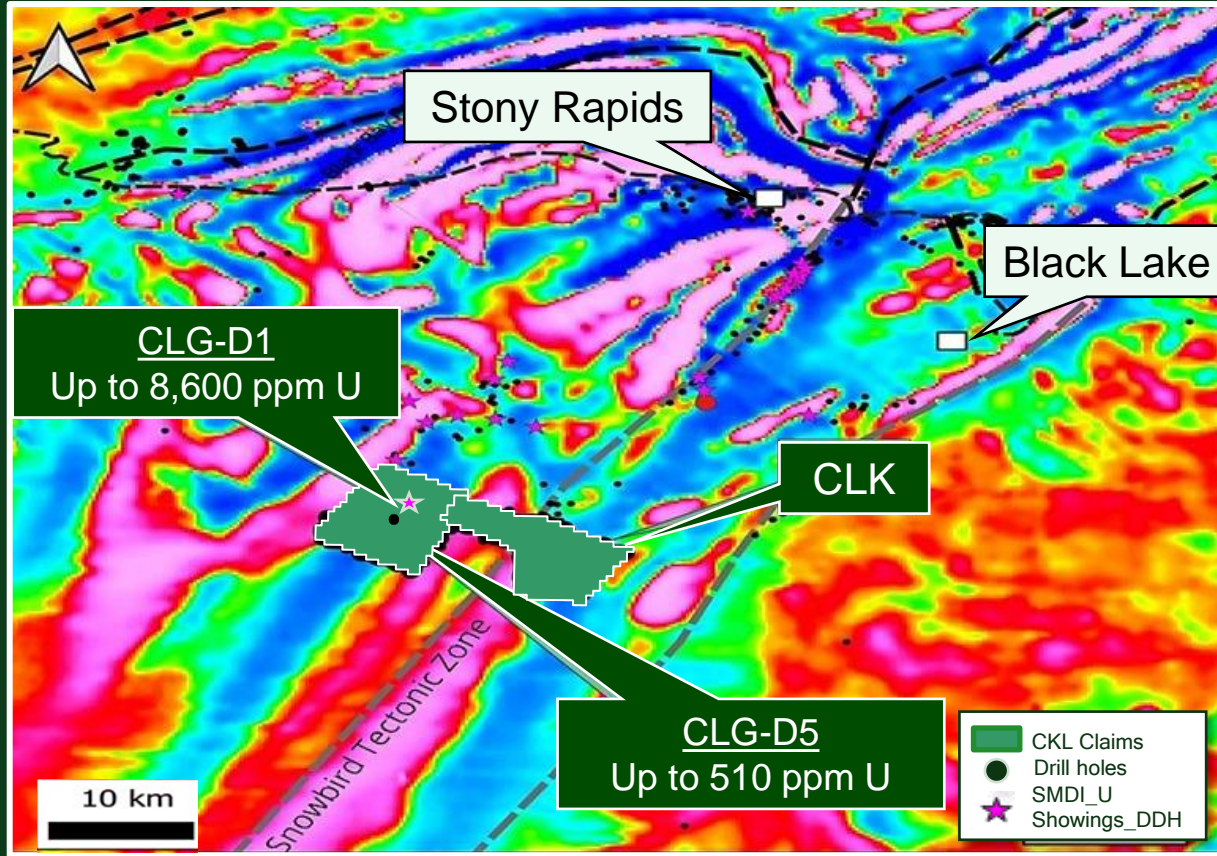 Stony Rapids
Black Lake
CLG-D1
Up to 8,600 ppm U
CLK
Snowbird Tectonic Zone
CLG-D5
Up to 510 ppm U
10 km
CKL Claims
Drill holes
SMDI_U
Showings_DDH